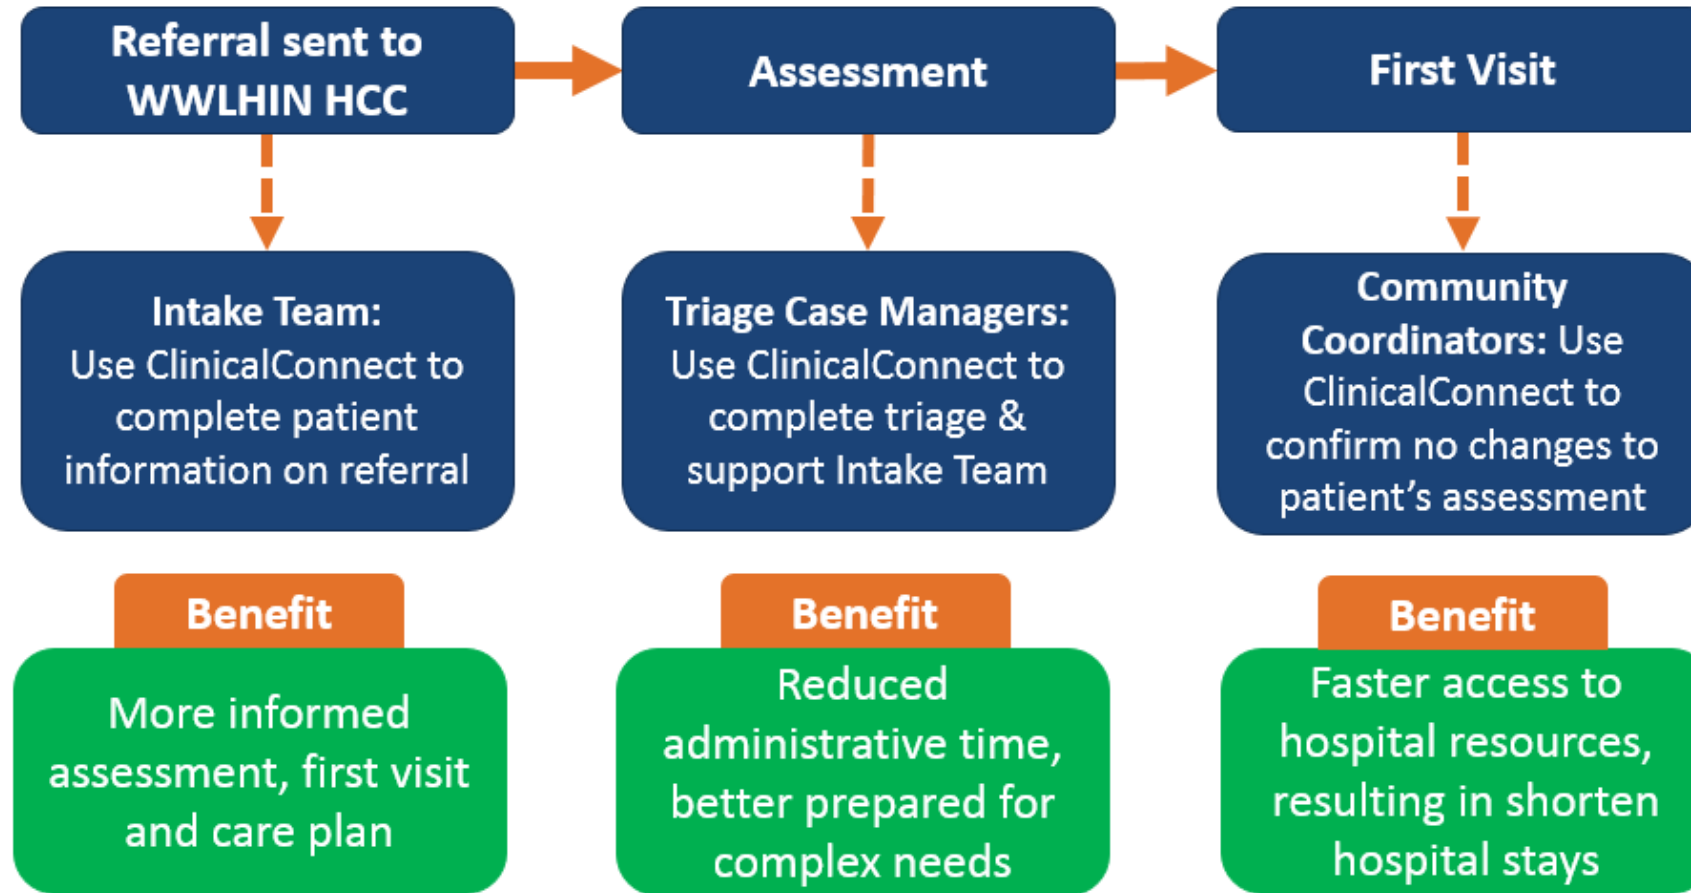 Referral sent to
WWLHIN HCC
Assessment
First Visit
Intake Team:
Use ClinicalConnect to
complete patient
information on referral
Triage Case Managers:
Use ClinicalConnect to
complete triage &
support Intake Team
Community
Coordinators: Use
ClinicalConnect to
confirm no changes to
patient’s assessment
Benefit
More informed
assessment, first visit
and care plan
Benefit
Reduced
administrative time,
better prepared for
complex needs
Benefit
Faster access to
hospital resources,
resulting in shorten
hospital stays